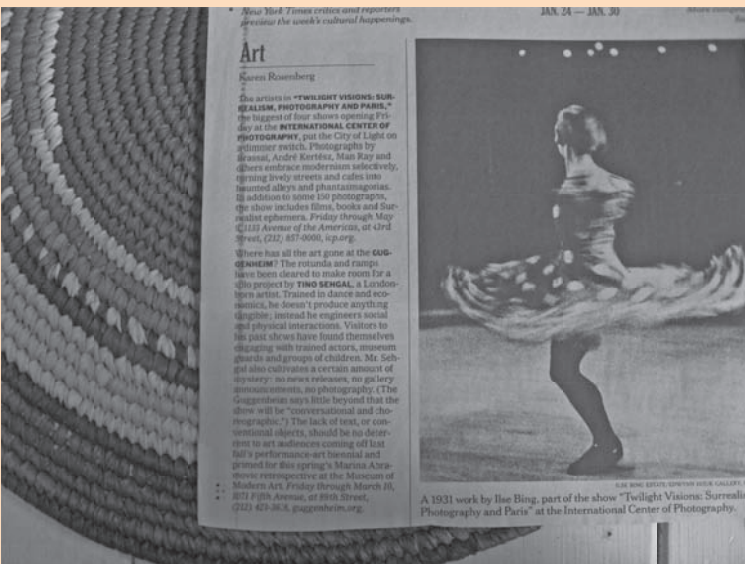 New York Times critics and reporters
preview the week's cultural happenings.
JAN. 24 — JAN. 30
Art
Karen Rosenberg
The artists in "TWILIGHT VISIONS: SUR-
REALISM, PHOTOGRAPHY AND PARIS,"
the biggest of four shows opening Fri-
day at the INTERNATIONAL CENTER OF
PHOTOGRAPHY, put the City of Light on
a dimmer switch. Photographs by
Brassaï, André Kertész, Man Ray and
others embrace modernism selectively,
turning lively streets and cafes into
haunted alleys and phantasmagorias.
In addition to some 150 photographs,
the show includes films, books and Sur-
realist ephemera. Friday through May
1133 Avenue of the Americas, at 43rd
Street, (212) 857-0000, icp.org.
Where has all the art gone at the GUG-
GENHEIM? The rotunda and ramps
have been cleared to make room for a
solo project by TINO SEHGAL, a London-
born artist. Trained in dance and eco-
nomics, he doesn't produce anything
tangible; instead he engineers social
and physical interactions. Visitors to
his past shows have found themselves
engaging with trained actors, museum
guards and groups of children. Mr. Seh-
gal also cultivates a certain amount of
mystery: no news releases, no gallery
announcements, no photography. (The
Guggenheim says little beyond that the
show will be "conversational and cho-
reographic.") The lack of text, or con-
ventional objects, should be no deter-
rent to art audiences coming off last
fall's performance-art biennial and
primed for this spring's Marina Abra-
movic retrospective at the Museum of
Modern Art. Friday through March 10,
1071 Fifth Avenue, at 89th Street,
(212) 423-3618, guggenheim.org.
ILSE BING ESTATE/EDWYNN HOUK GALLERY,
A 1931 work by Ilse Bing, part of the show "Twilight Visions: Surrealis
Photography and Paris" at the International Center of Photography.